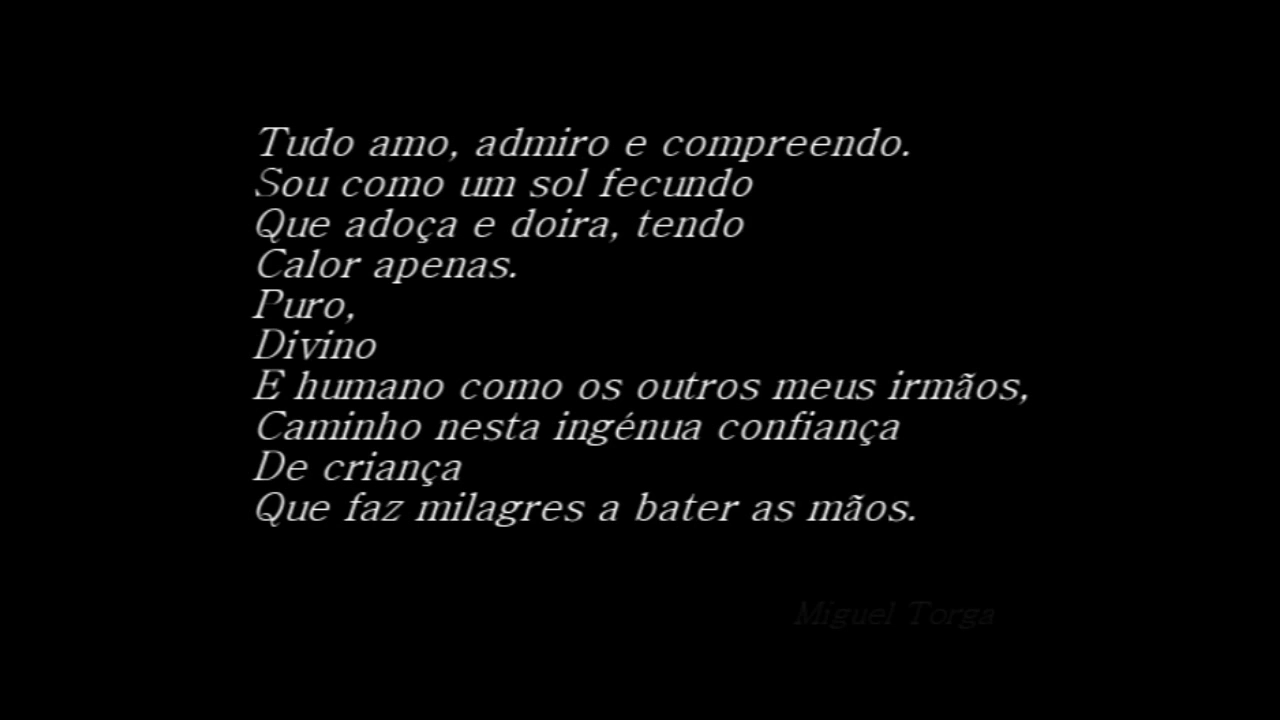 Tudo amo, admiro e compreendo.
Sou como um sol fecundo
Que adoça e doira, tendo
Calor apenas.
Puro,
Divino
E humano como os outros meus irmãos,
Caminho nesta ingénua confiança
De criança
Que faz milagres a bater as mãos.
Miguel Torga